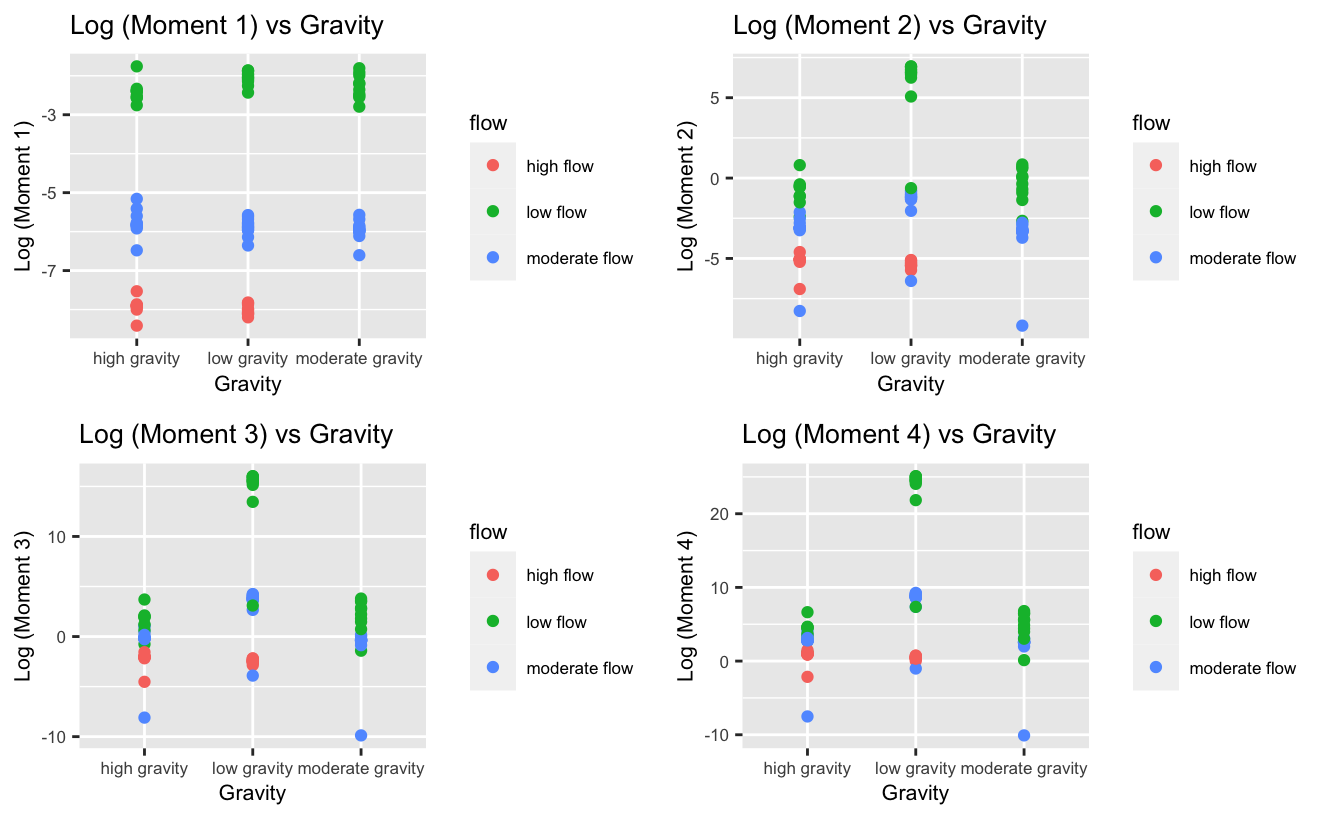 Log (Moment 1) vs Gravity
Log (Moment 1)
-3
-5
-7
high gravity
low gravity
moderate gravity
Gravity
flow
high flow
low flow
moderate flow
Log (Moment 2) vs Gravity
Log (Moment 2)
5
0
-5
high gravity
low gravity
moderate gravity
Gravity
flow
high flow
low flow
moderate flow
Log (Moment 3) vs Gravity
Log (Moment 3)
10
0
-10
high gravity
low gravity
moderate gravity
Gravity
flow
high flow
low flow
moderate flow
Log (Moment 4) vs Gravity
Log (Moment 4)
20
10
0
-10
high gravity
low gravity
moderate gravity
Gravity
flow
high flow
low flow
moderate flow